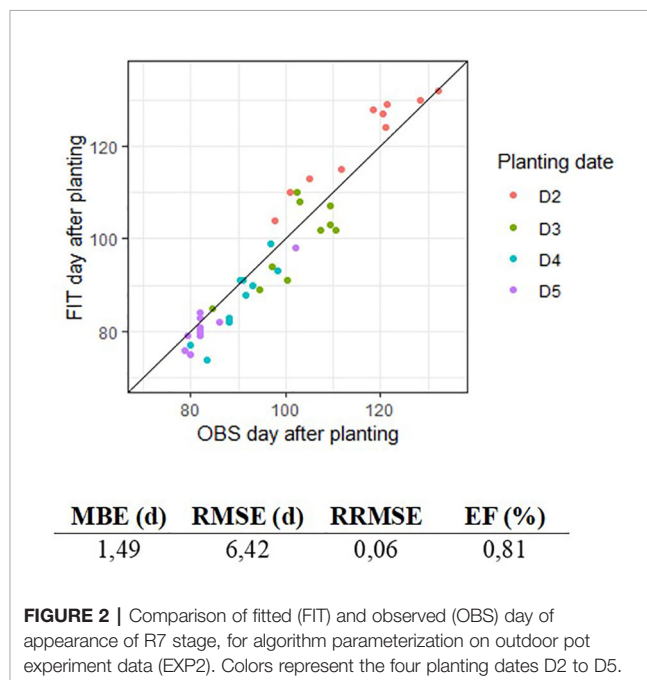 FIT day after planting
120
100
80
80 100 120
OBS day after planting
Planting date
D2
D3
D4
D5
MBE (d) RMSE (d) RRMSE EF (%)
1,49 6,42 0,06 0,81
FIGURE 2 | Comparison of fitted (FIT) and observed (OBS) day of
appearance of R7 stage, for algorithm parameterization on outdoor pot
experiment data (EXP2). Colors represent the four planting dates D2 to D5.